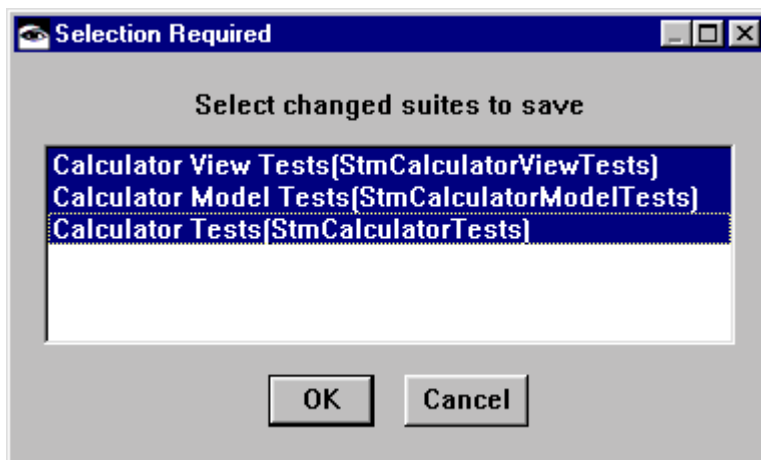 Selection Required
Select changed suites to save
Calculator View Tests(StmCalculatorViewTests)
Calculator Model Tests(StmCalculatorModelTests)
Calculator Tests(StmCalculatorTests)
OK Cancel